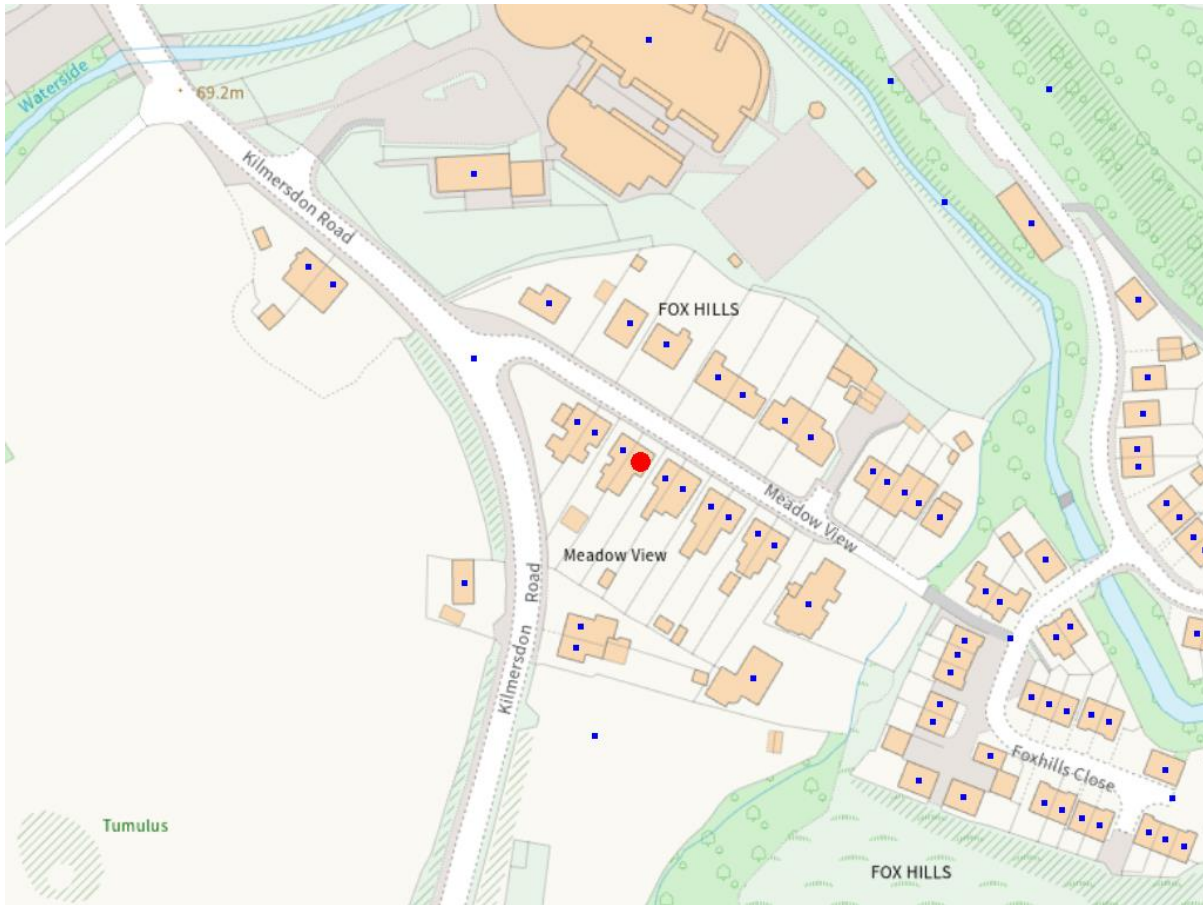 Waterside
69.2m
Kilmersdon Road
FOX HILLS
Meadow View
Meadow View
Kilmersdon Road
Foxhills Close
Tumulus
FOX HILLS